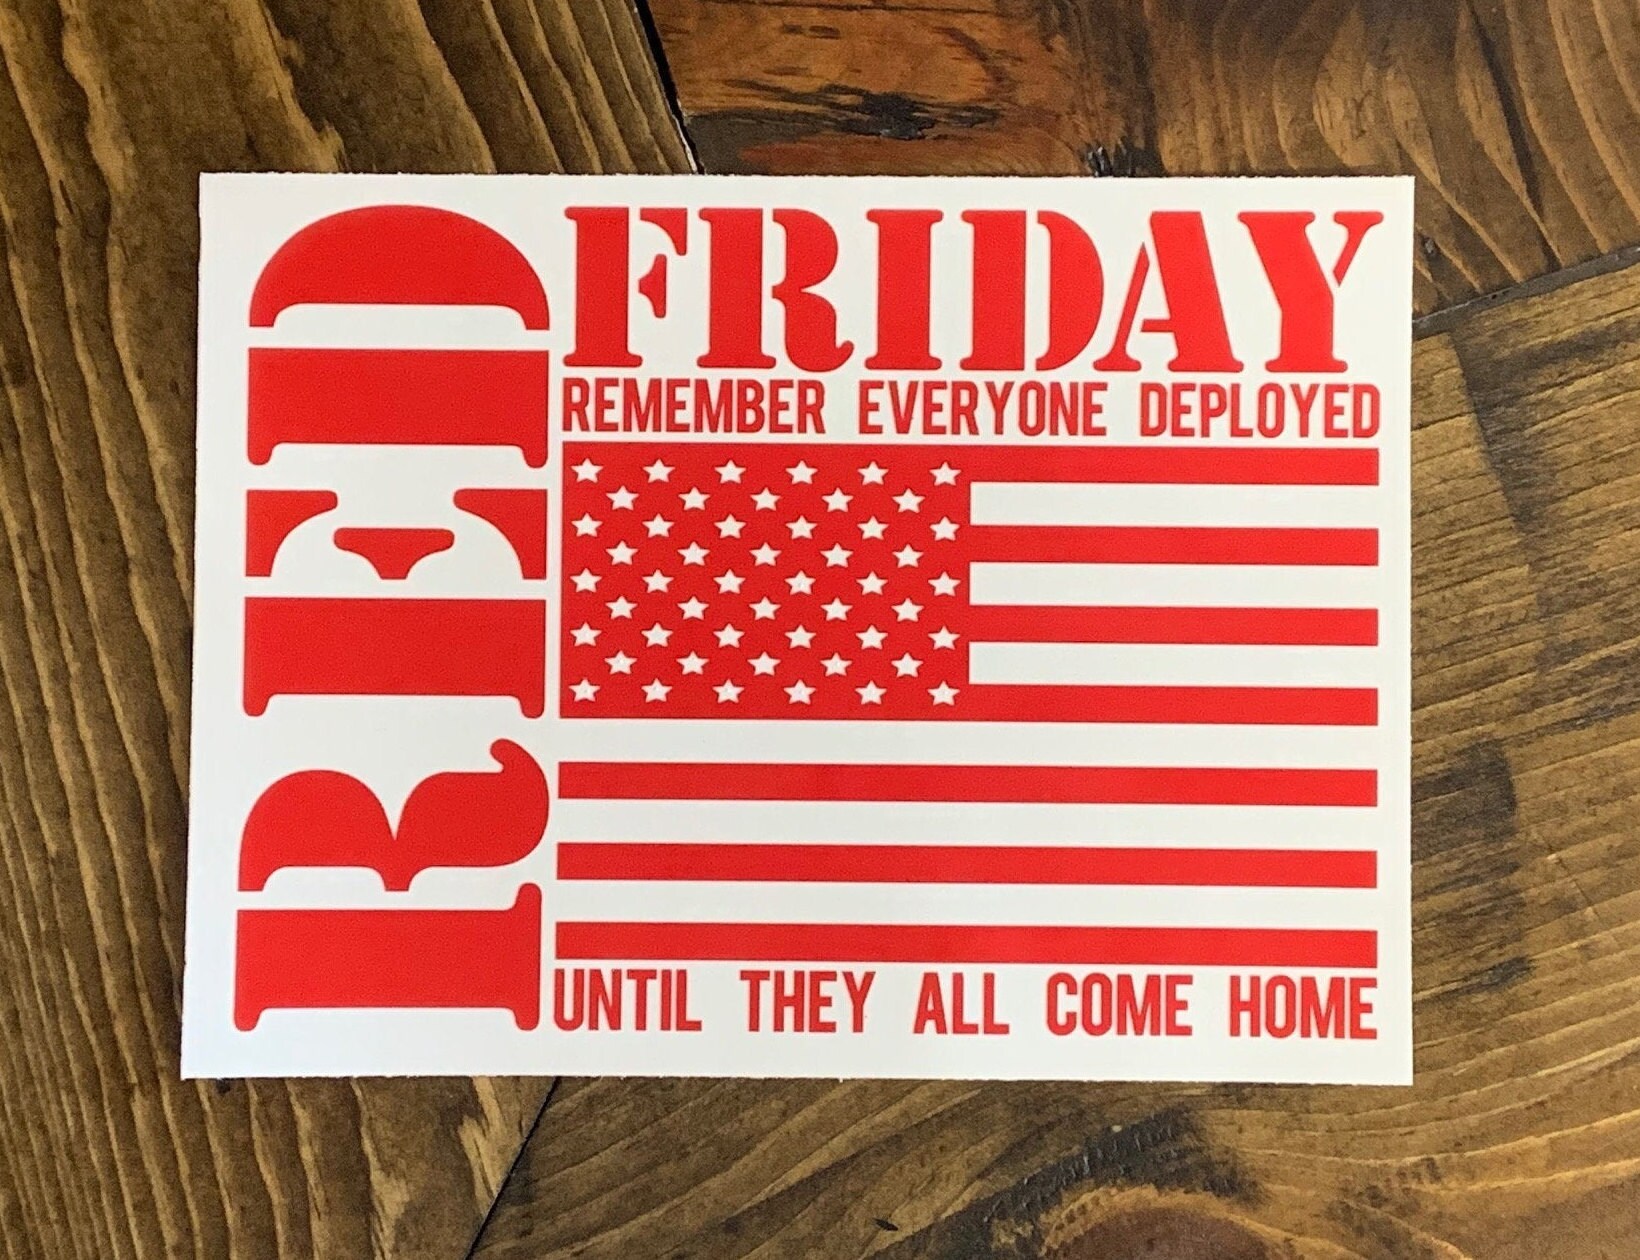 RED
FRIDAY
REMEMBER EVERYONE DEPLOYED
UNTIL THEY ALL COME HOME